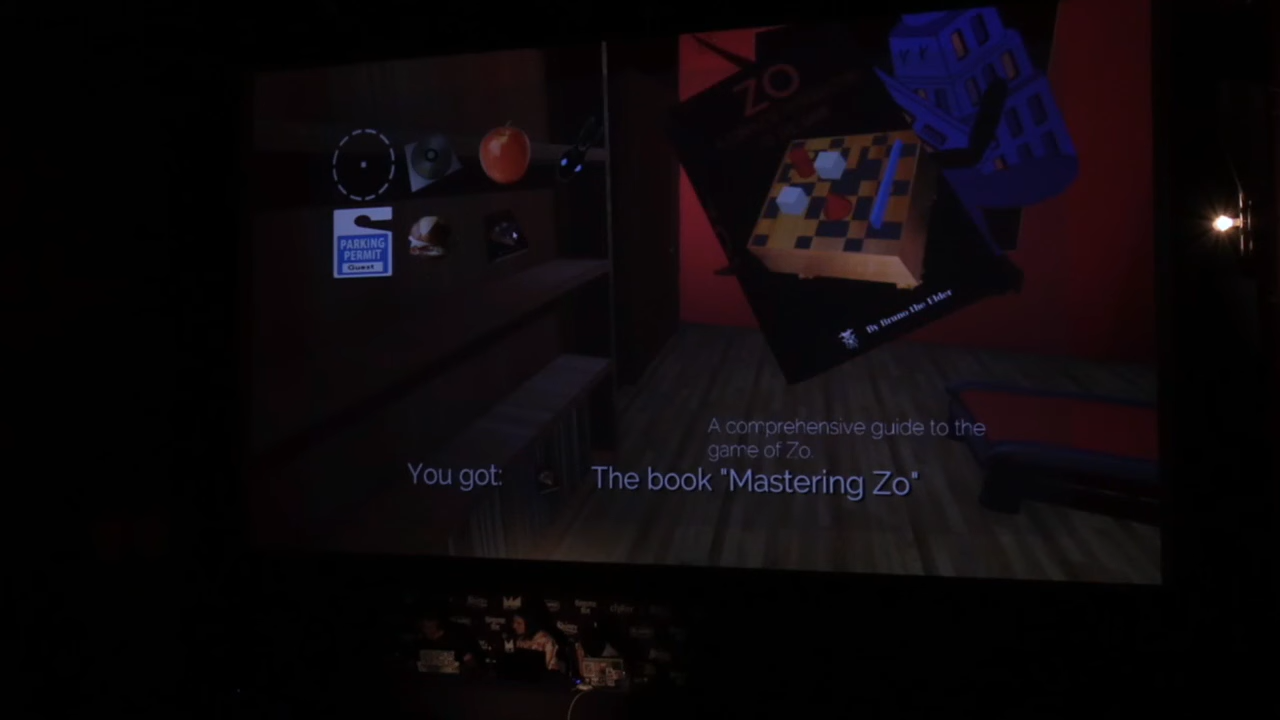 ZO
PARKING
PERMIT
Guest
By Bruno the Elder
A comprehensive guide to the
game of Zo.
You got: The book "Mastering Zo"